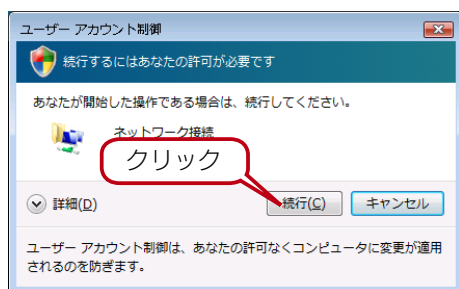 ユーザー アカウント制御
続行するにはあなたの許可が必要です
あなたが開始した操作である場合は、続行してください。
ネットワーク接続
クリック
詳細(D)
続行(C)
キャンセル
ユーザー アカウント制御は、あなたの許可なくコンピュータに変更が適用
されるのを防ぎます。